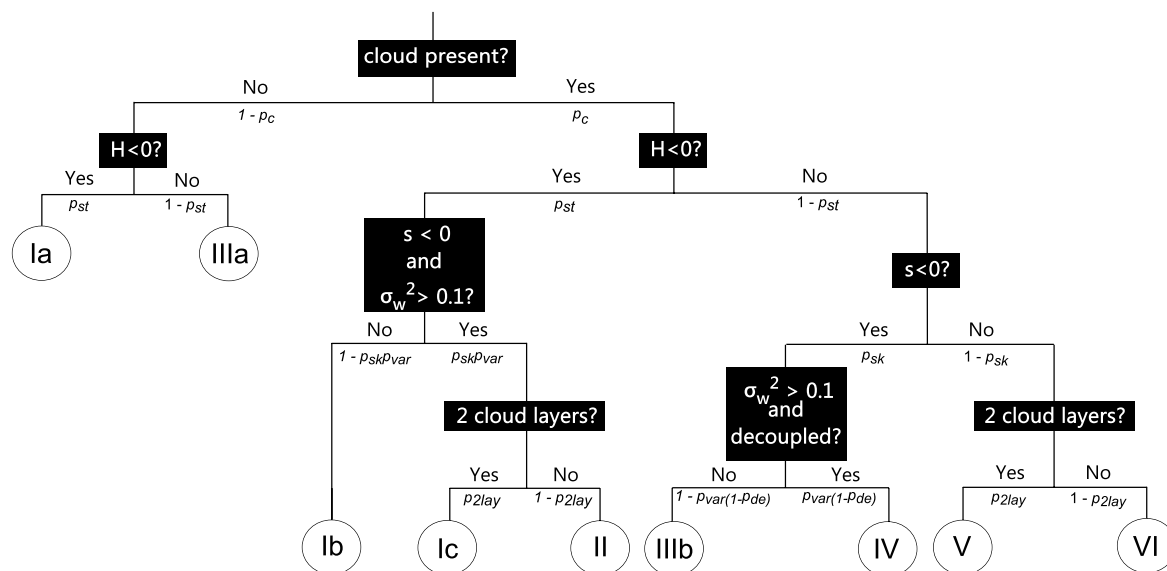 cloud present?
No
Yes
1 - pc
pc
H<0?
H<0?
Yes
No
Yes
No
pst
1 - pst
pst
1 - pst
Ia
IIIa
s < 0
and
σw² > 0.1?
s<0?
No
Yes
Yes
No
1 - pskpvar
pskpvar
psk
1 - psk
σw² > 0.1
and
decoupled?
2 cloud layers?
2 cloud layers?
Yes
No
No
Yes
Yes
No
p2lay
1 - p2lay
1 - pvar(1-pde)
pvar(1-pde)
p2lay
1 - p2lay
Ib
Ic
II
IIIb
IV
V
VI